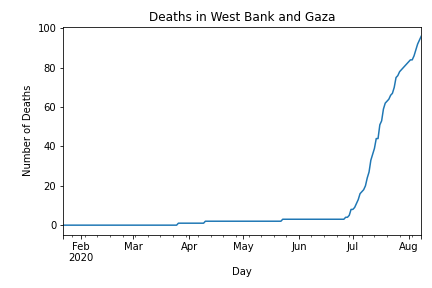 Deaths in West Bank and Gaza
Number of Deaths
100
80
60
40
20
0
Feb Mar Apr May Jun Jul Aug
2020
Day